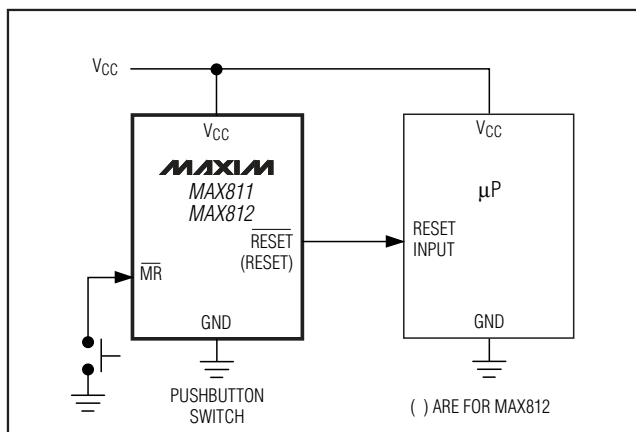 VCC
VCC
MAXIM
MAX811
MAX812
RESET
(RESET)
MR
GND
PUSHBUTTON
SWITCH
VCC
µP
RESET
INPUT
GND
( ) ARE FOR MAX812